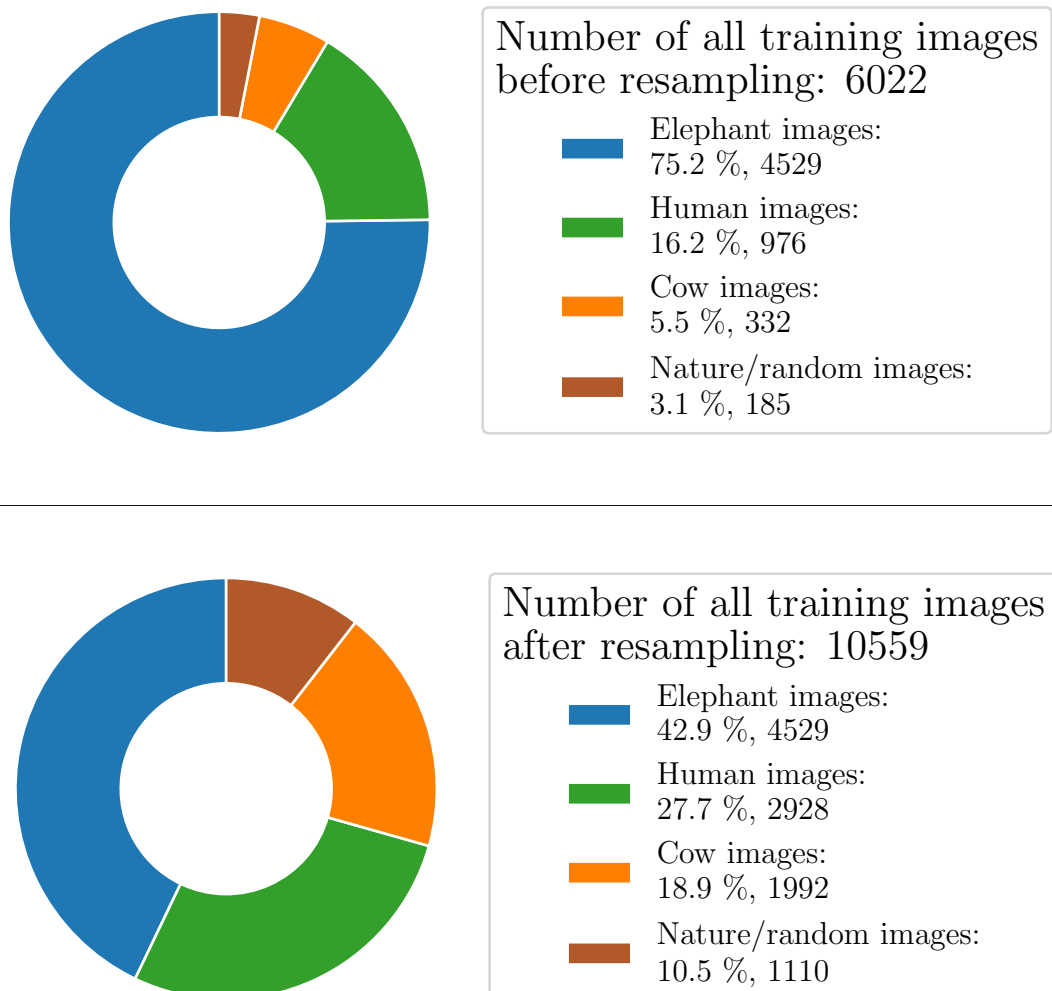 Number of all training images
before resampling: 6022
Elephant images:
75.2 %, 4529
Human images:
16.2 %, 976
Cow images:
5.5 %, 332
Nature/random images:
3.1 %, 185
Number of all training images
after resampling: 10559
Elephant images:
42.9 %, 4529
Human images:
27.7 %, 2928
Cow images:
18.9 %, 1992
Nature/random images:
10.5 %, 1110